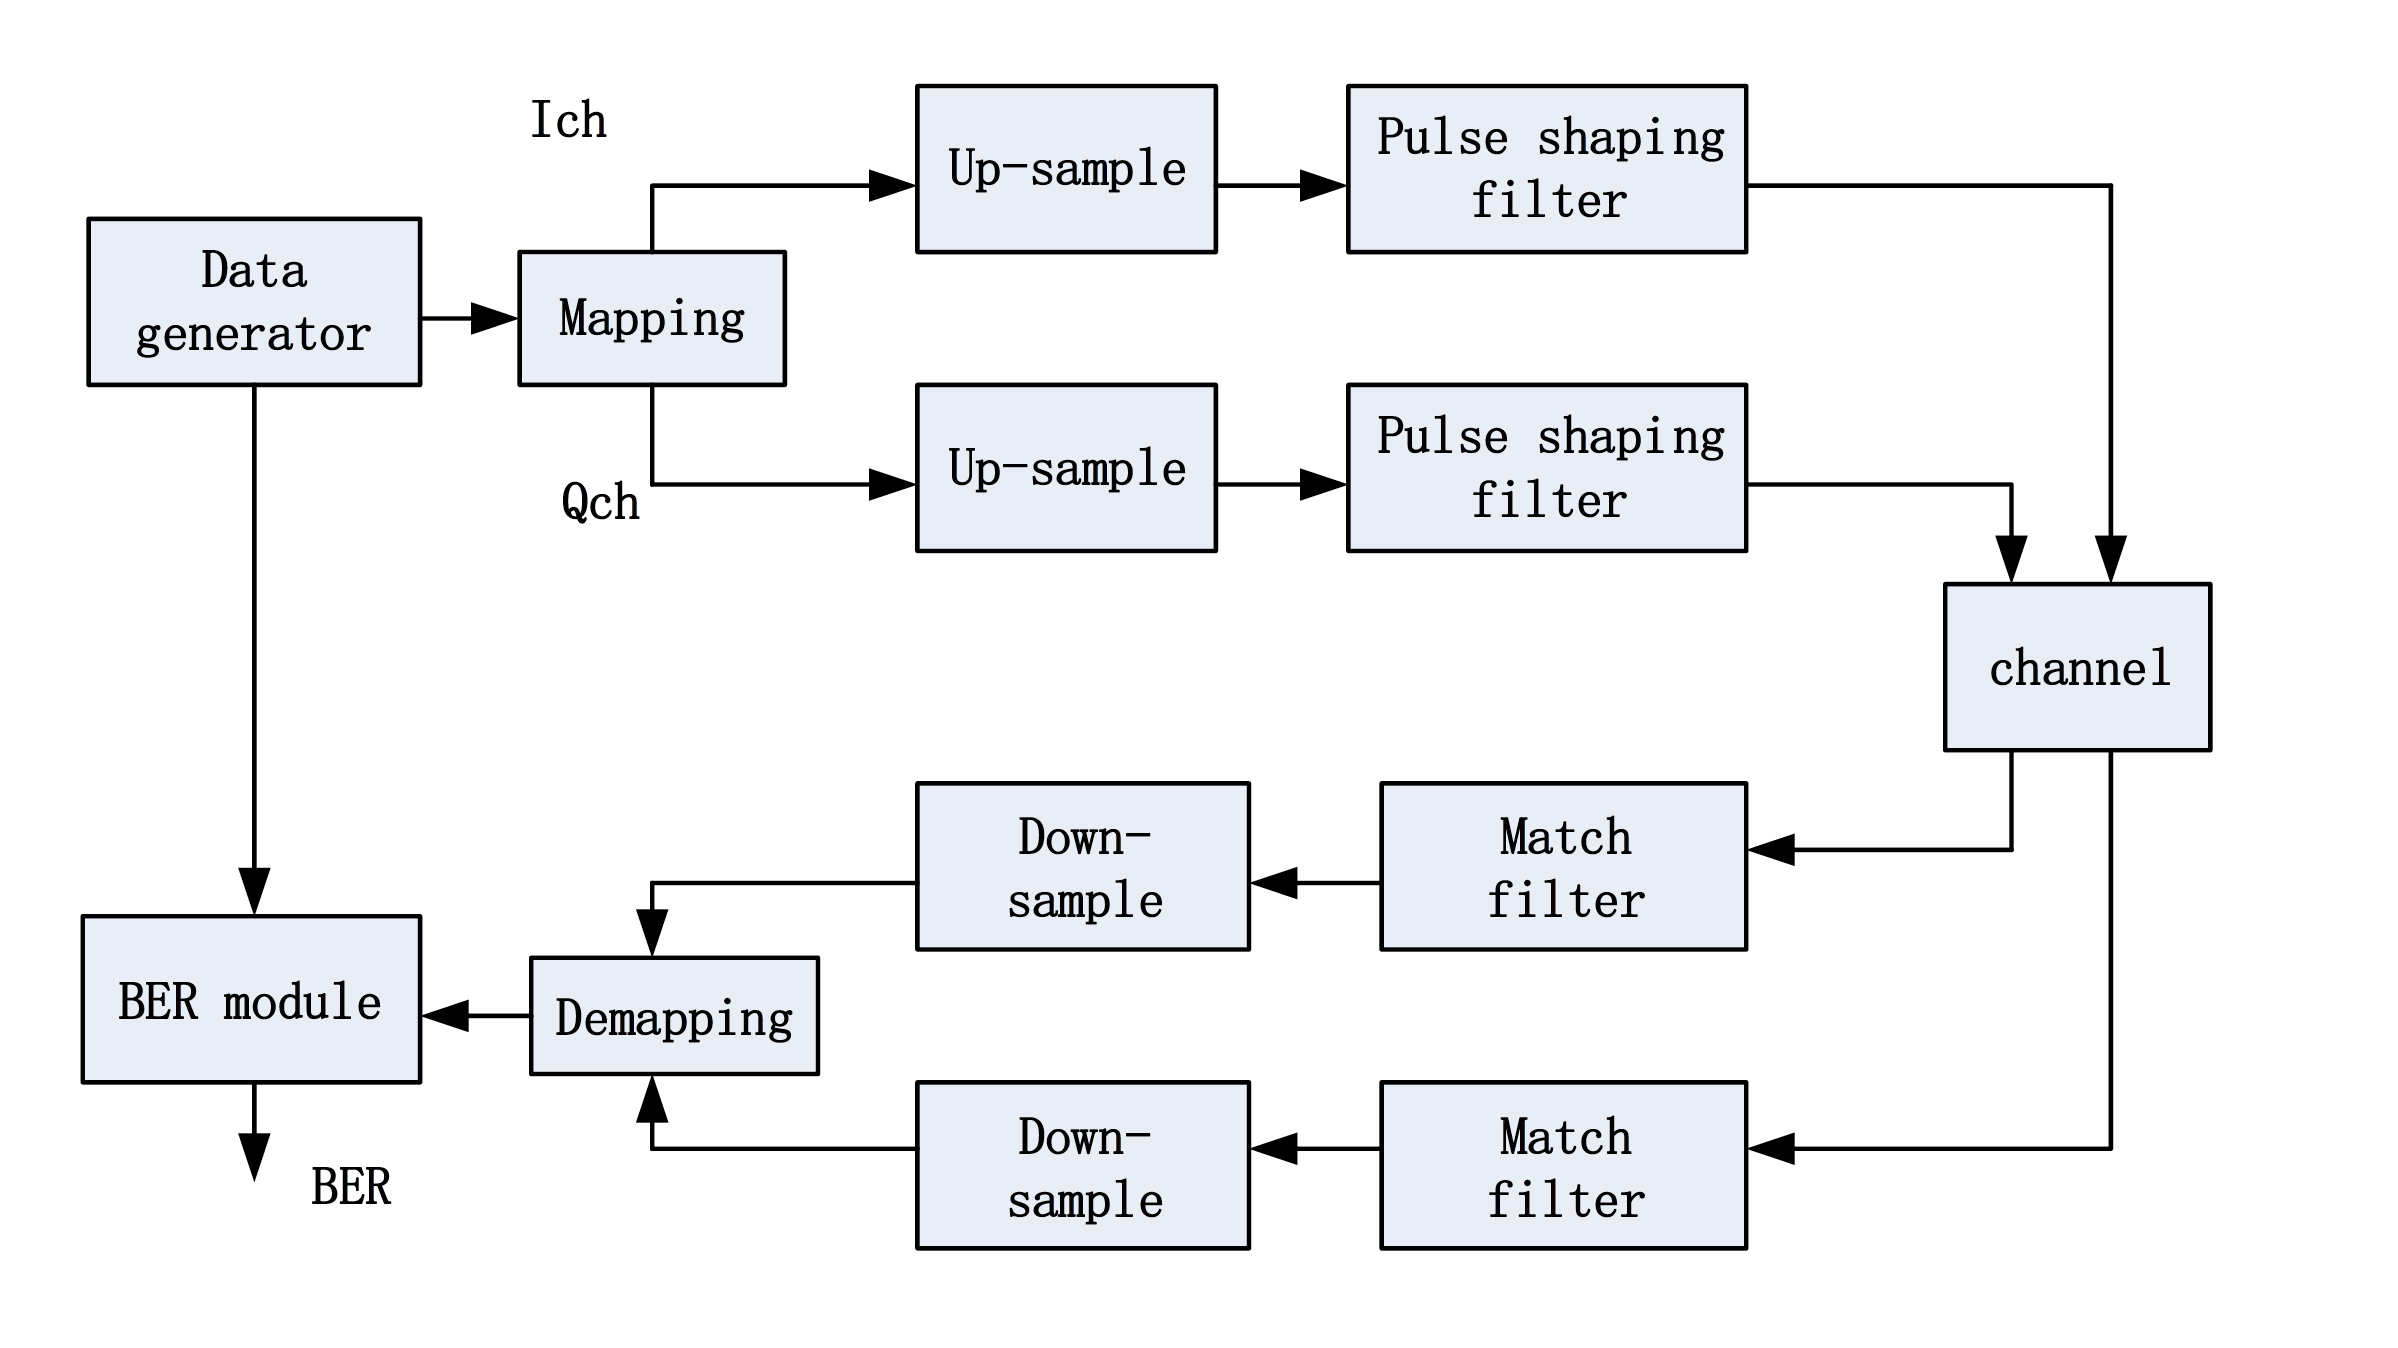 Ich
Up-sample
Pulse shaping
filter
Data
generator
Mapping
Qch
Up-sample
Pulse shaping
filter
channel
Down-
sample
Match
filter
BER module
Demapping
Down-
sample
Match
filter
BER